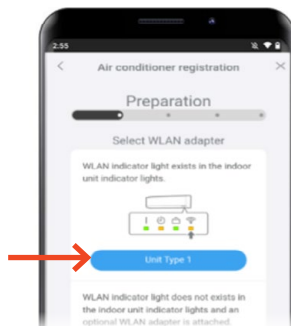 2:55
Air conditioner registration
Preparation
Select WLAN adapter
WLAN indicator light exists in the indoor
unit indicator lights.
Unit Type 1
WLAN indicator light does not exists in
the indoor unit indicator lights and an
optional WLAN adapter is attached.